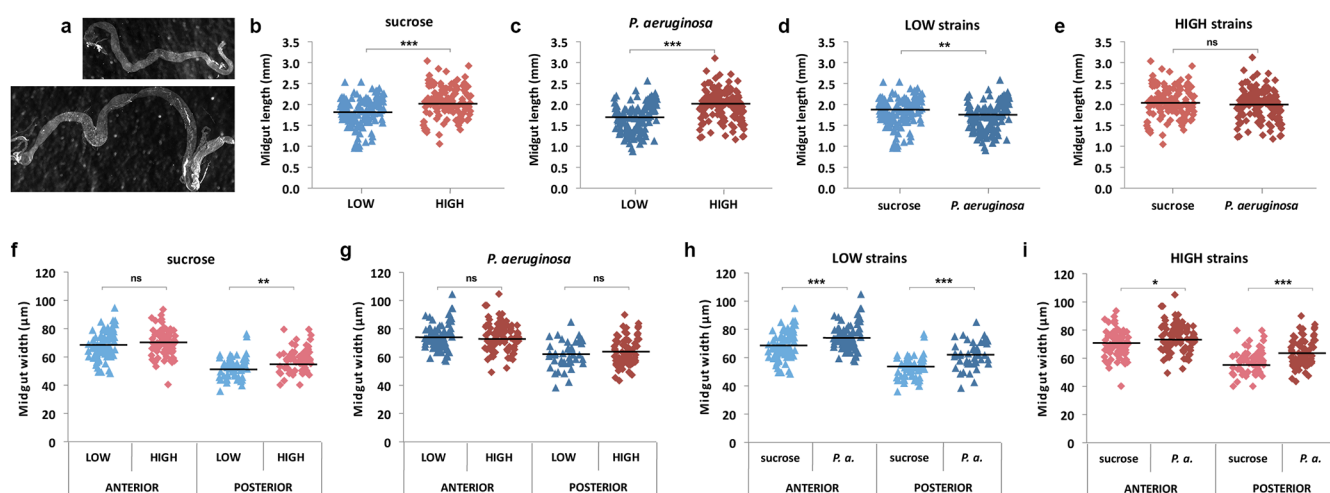 a
b
sucrose
***
Midgut length (mm)
3.5
3.0
2.5
2.0
1.5
1.0
0.5
0.0
LOW HIGH
c
P. aeruginosa
***
Midgut length (mm)
3.5
3.0
2.5
2.0
1.5
1.0
0.5
0.0
LOW HIGH
d
LOW strains
**
Midgut length (mm)
3.5
3.0
2.5
2.0
1.5
1.0
0.5
0.0
sucrose P. aeruginosa
e
HIGH strains
ns
Midgut length (mm)
3.5
3.0
2.5
2.0
1.5
1.0
0.5
0.0
sucrose P. aeruginosa
f
sucrose
ns **
Midgut width (µm)
120
100
80
60
40
20
0
LOW HIGH LOW HIGH
ANTERIOR POSTERIOR
g
P. aeruginosa
ns ns
Midgut width (µm)
120
100
80
60
40
20
0
LOW HIGH LOW HIGH
ANTERIOR POSTERIOR
h
LOW strains
*** ***
Midgut width (µm)
120
100
80
60
40
20
0
sucrose P. a. sucrose P. a.
ANTERIOR POSTERIOR
i
HIGH strains
* ***
Midgut width (µm)
120
100
80
60
40
20
0
sucrose P. a. sucrose P. a.
ANTERIOR POSTERIOR